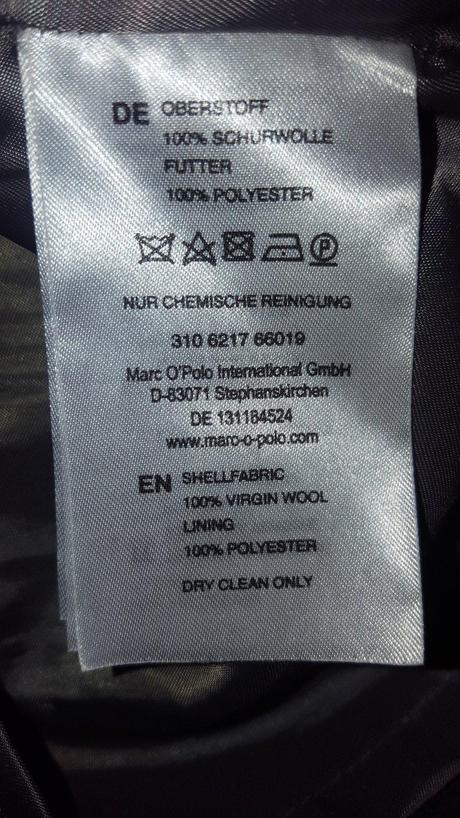 DE OBERSTOFF
100% SCHURWOLLE
FUTTER
100% POLYESTER
P
NUR CHEMISCHE REINIGUNG
310 6217 66019
Marc O'Polo International GmbH
D-83071 Stephanskirchen
DE 131184524
www.marc-o-polo.com
EN SHELLFABRIC
100% VIRGIN WOOL
LINING
100% POLYESTER
DRY CLEAN ONLY